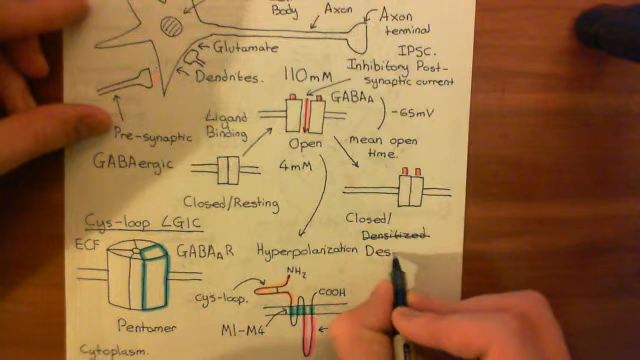 Body
Axon
Axon
terminal
Glutamate
IPSC.
Dendrites.
110mM
Inhibitory Post-
synaptic current
GABAA
-65mV
Ligand
Binding
Pre-synaptic
GABAergic
Open
4mM
mean open
time.
Closed/Resting
Closed/
Densitized
Des
Cys-loop LGIC
ECF
GABAAR
Hyperpolarization
NH2
COOH
cys-loop.
M1-M4
Pentamer
Cytoplasm.